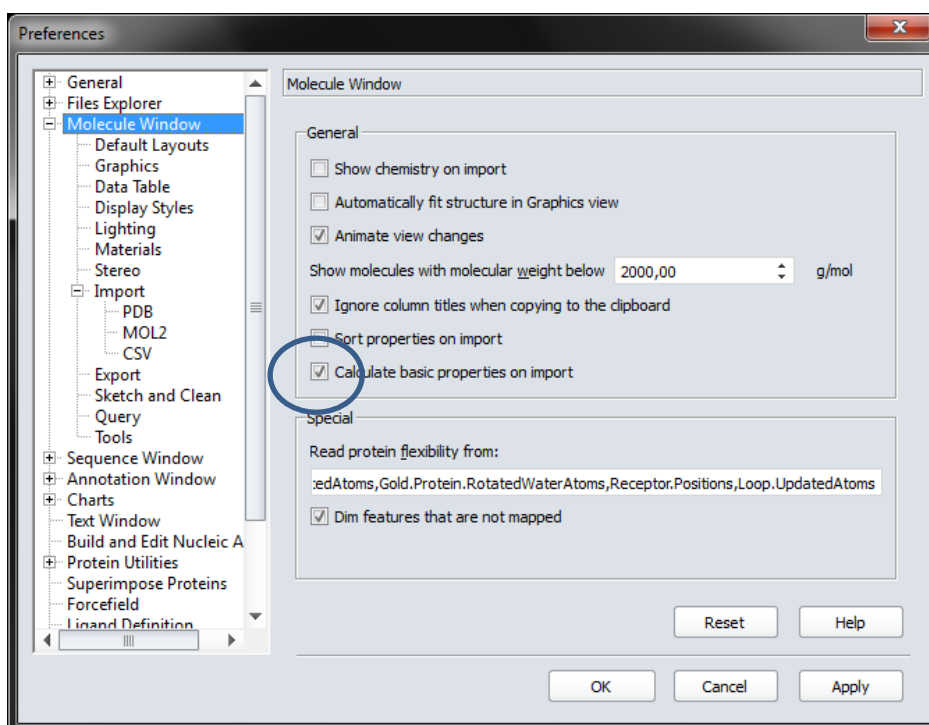 Preferences
General
Files Explorer
Molecule Window
Default Layouts
Graphics
Data Table
Display Styles
Lighting
Materials
Stereo
Import
PDB
MOL2
CSV
Export
Sketch and Clean
Query
Tools
Sequence Window
Annotation Window
Charts
Text Window
Build and Edit Nucleic A
Protein Utilities
Superimpose Proteins
Forcefield
Ligand Definition
Molecule Window
General
Show chemistry on import
Automatically fit structure in Graphics view
Animate view changes
Show molecules with molecular weight below 2000,00 g/mol
Ignore column titles when copying to the clipboard
Sort properties on import
Calculate basic properties on import
Special
Read protein flexibility from:
:edAtoms,Gold.Protein.RotatedWaterAtoms,Receptor.Positions,Loop.UpdatedAtoms
Dim features that are not mapped
Reset Help
OK Cancel Apply